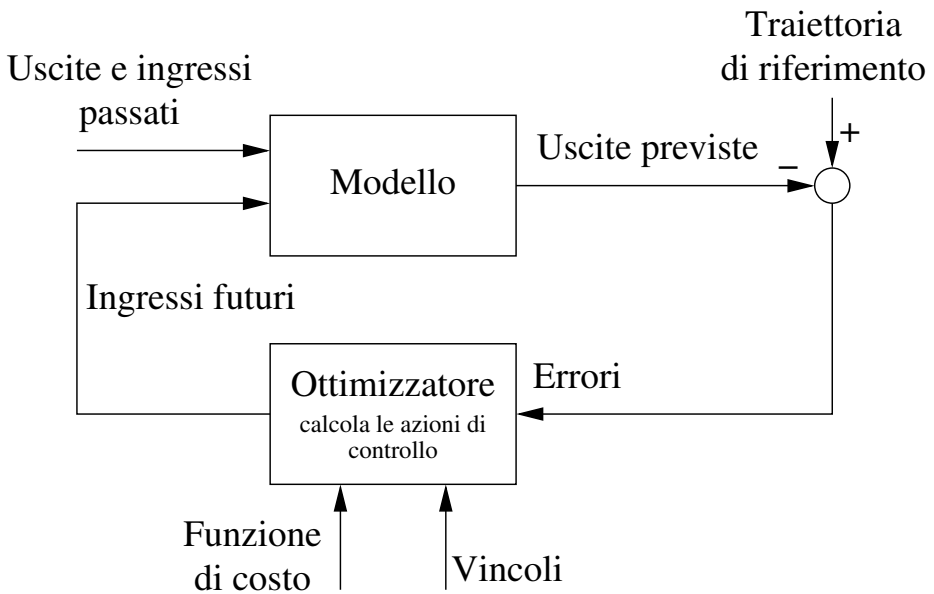 Traiettoria
di riferimento
Uscite e ingressi
passati
+
Uscite previste
−
Modello
Ingressi futuri
Ottimizzatore
calcola le azioni di
controllo
Errori
Funzione
di costo
Vincoli